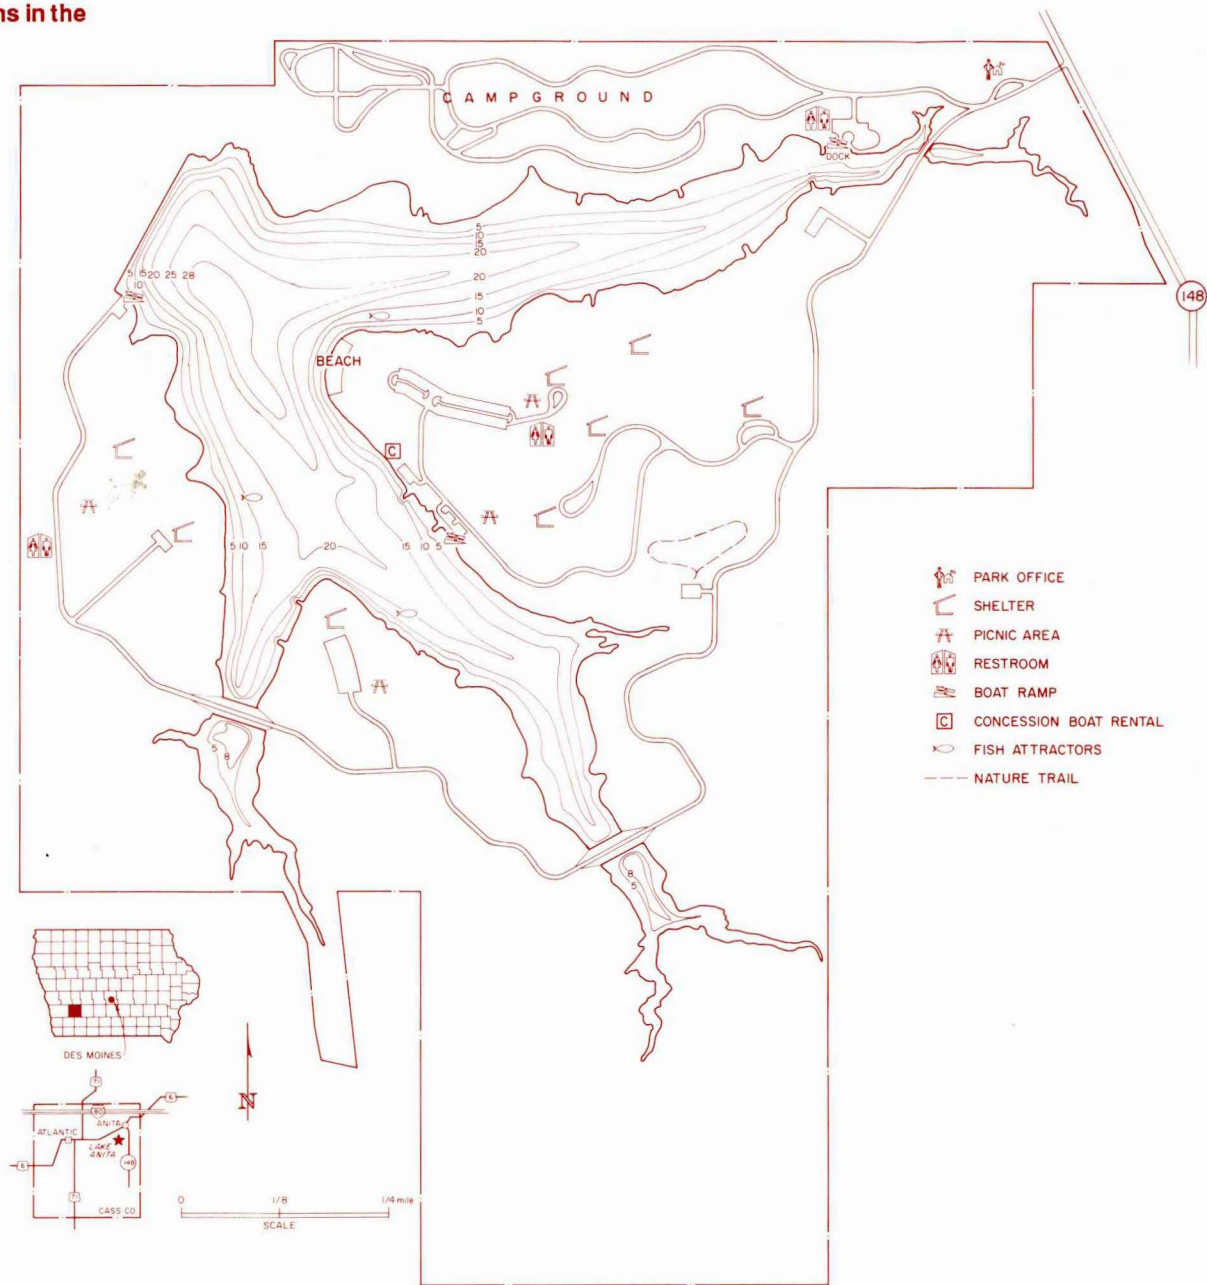 ns in the
CAMPGROUND
DOCK
148
5
10
15
20
5 15 20 25 28
10
20
15
10
5
BEACH
C
5 10 15
20
15 10 5
5
8
8
5
PARK OFFICE
SHELTER
PICNIC AREA
RESTROOM
BOAT RAMP
C CONCESSION BOAT RENTAL
FISH ATTRACTORS
NATURE TRAIL
DES MOINES
N
71
6
80
ANITA
ATLANTIC
LAKE
ANITA
148
6
71
CASS CO
0 1/8 1/4 mile
SCALE